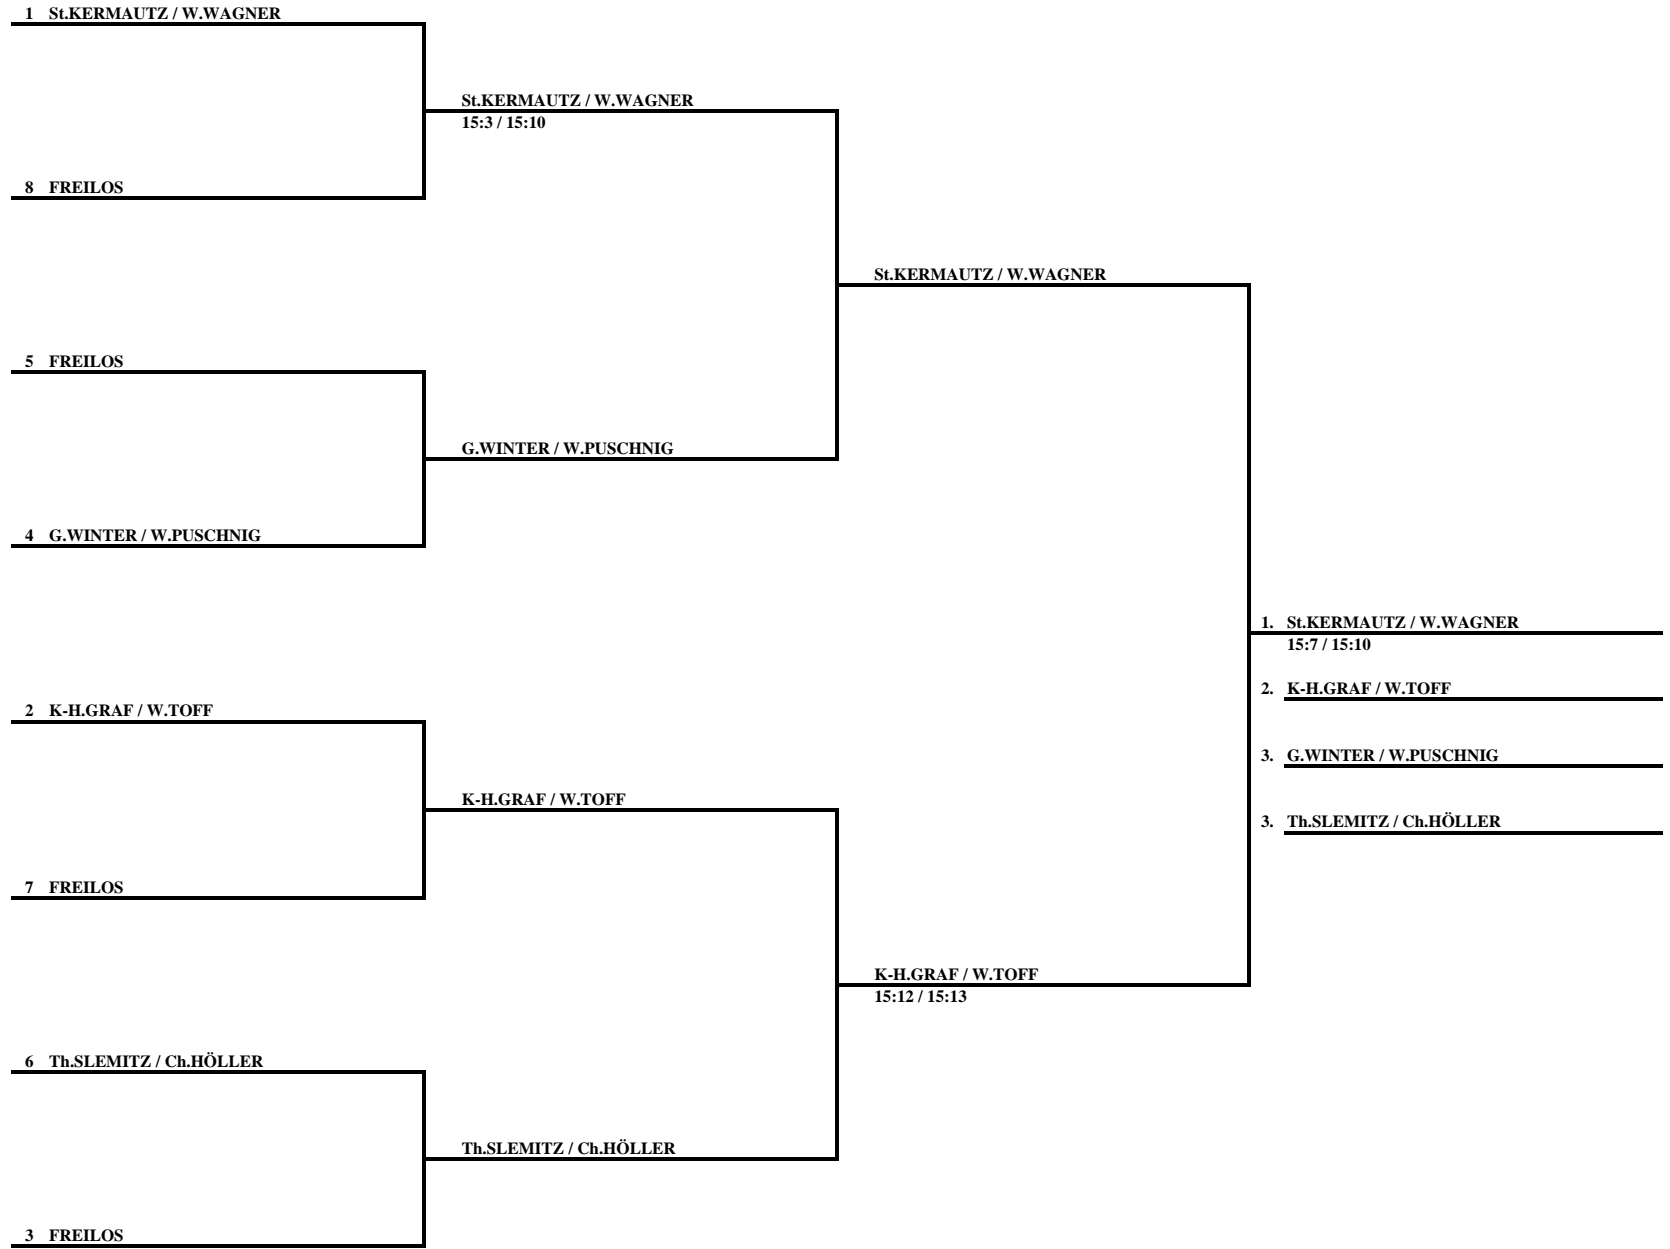 1 St.KERMAUTZ / W.WAGNER
St.KERMAUTZ / W.WAGNER
15:3 / 15:10
8 FREILOS
St.KERMAUTZ / W.WAGNER
5 FREILOS
G.WINTER / W.PUSCHNIG
4 G.WINTER / W.PUSCHNIG
1. St.KERMAUTZ / W.WAGNER
15:7 / 15:10
2. K-H.GRAF / W.TOFF
2 K-H.GRAF / W.TOFF
3. G.WINTER / W.PUSCHNIG
K-H.GRAF / W.TOFF
3. Th.SLEMITZ / Ch.HÖLLER
7 FREILOS
K-H.GRAF / W.TOFF
15:12 / 15:13
6 Th.SLEMITZ / Ch.HÖLLER
Th.SLEMITZ / Ch.HÖLLER
3 FREILOS